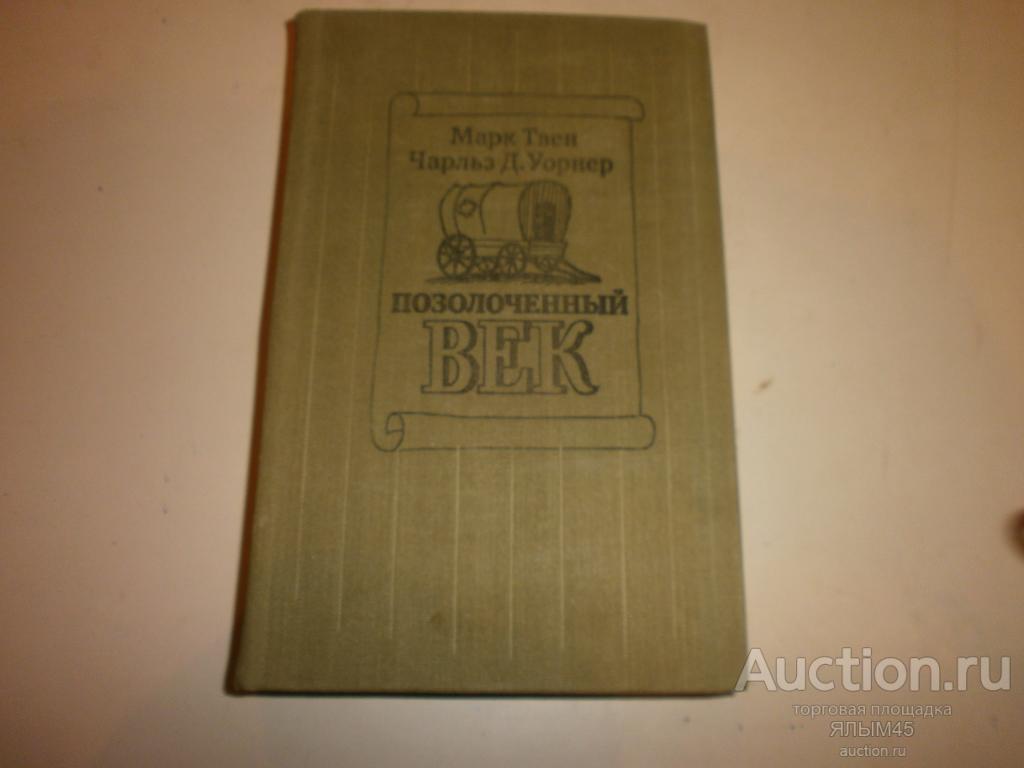 Марк Твен
Чарльз Д. Уорнер
ПОЗОЛОЧЕННЫЙ
ВЕК
Auction.ru
торговая площадка
ЯЛЫМ45
auction.ru